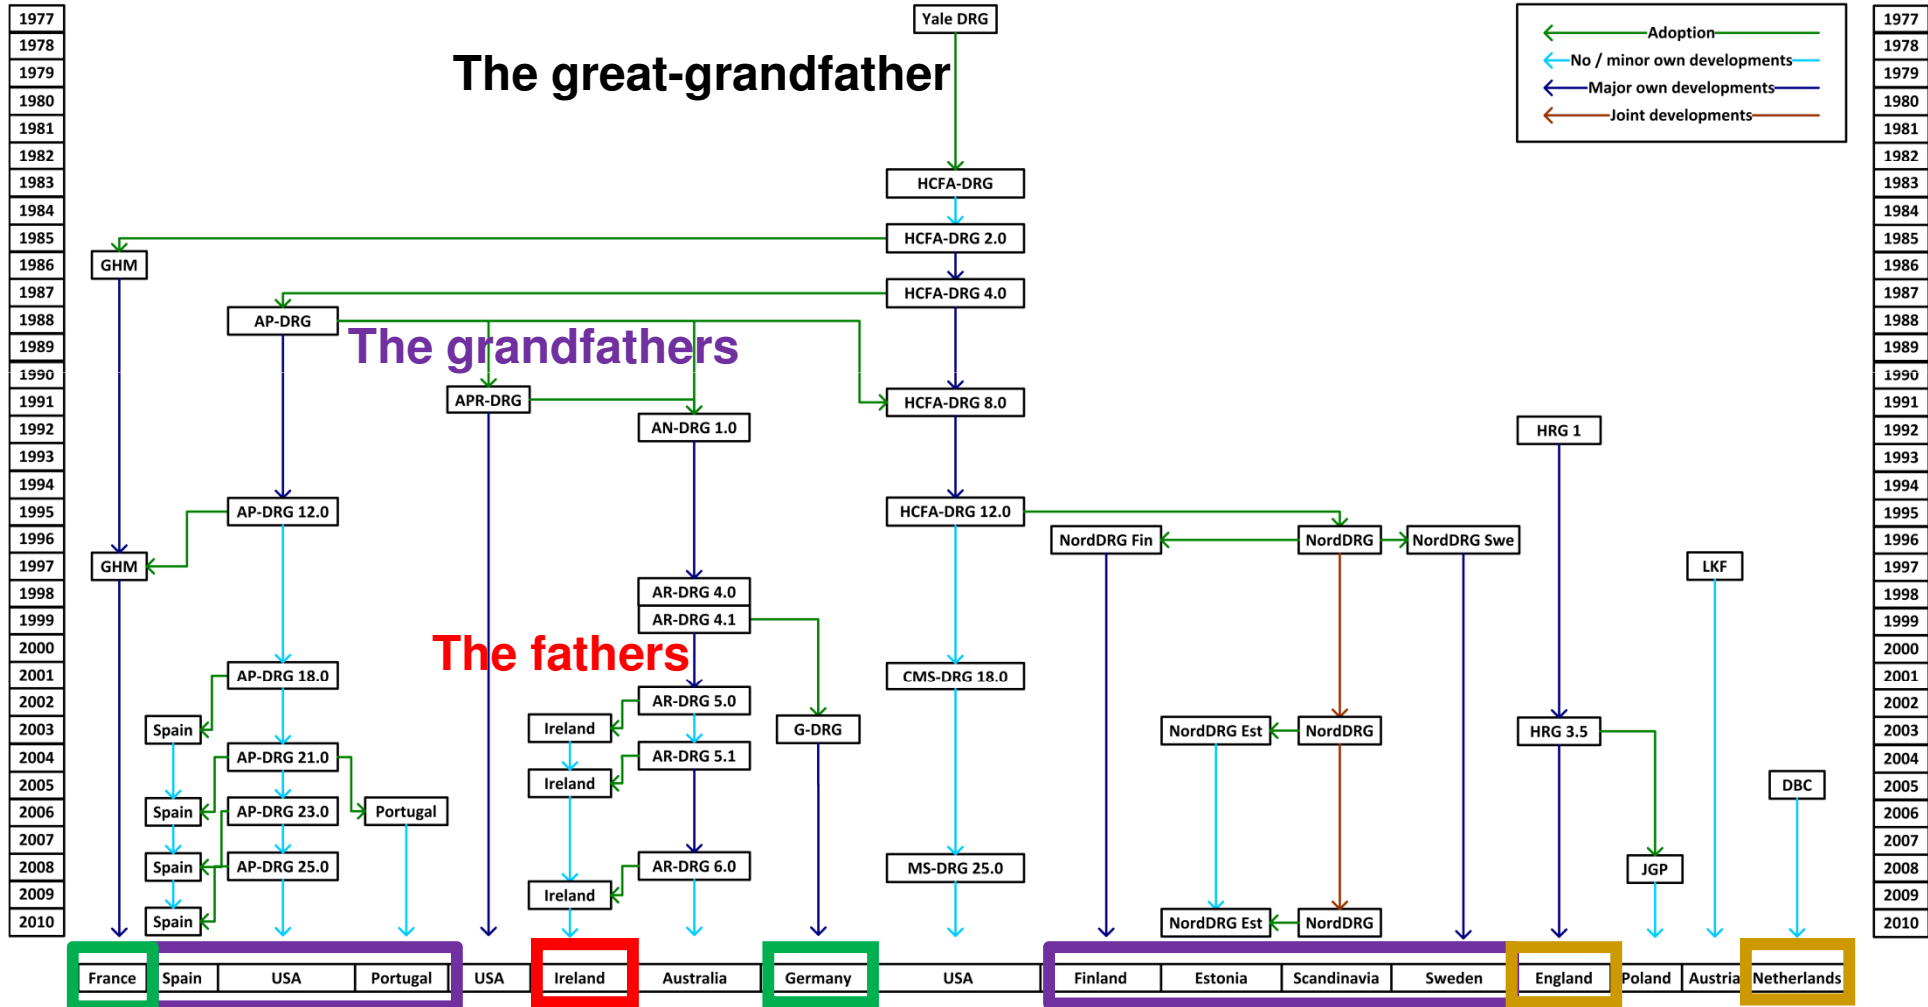 1977 Yale DRG 1977
1978 Adoption 1978
The great-grandfather
1979 No / minor own developments 1979
1980 Major own developments 1980
1981 Joint developments 1981
1982 1982
1983 HCFA-DRG 1983
1984 1984
1985 HCFA-DRG 2.0 1985
1986 GHM 1986
1987 HCFA-DRG 4.0 1987
1988 AP-DRG 1988
The grandfathers
1989 1989
1990 1990
1991 APR-DRG HCFA-DRG 8.0 1991
1992 AN-DRG 1.0 HRG 1 1992
1993 1993
1994 1994
1995 AP-DRG 12.0 HCFA-DRG 12.0 1995
1996 NordDRG Fin NordDRG NordDRG Swe 1996
1997 GHM LKF 1997
1998 AR-DRG 4.0 1998
1999 AR-DRG 4.1 1999
2000 2000
The fathers
2001 AP-DRG 18.0 CMS-DRG 18.0 2001
2002 AR-DRG 5.0 2002
2003 Spain Ireland G-DRG NordDRG Est NordDRG HRG 3.5 2003
2004 AP-DRG 21.0 AR-DRG 5.1 2004
2005 Ireland DBC 2005
2006 Spain AP-DRG 23.0 Portugal 2006
2007 2007
2008 Spain AP-DRG 25.0 AR-DRG 6.0 MS-DRG 25.0 JGP 2008
2009 Ireland 2009
2010 Spain NordDRG Est NordDRG 2010
France Spain USA Portugal USA Ireland Australia Germany USA Finland Estonia Scandinavia Sweden England Poland Austria Netherlands